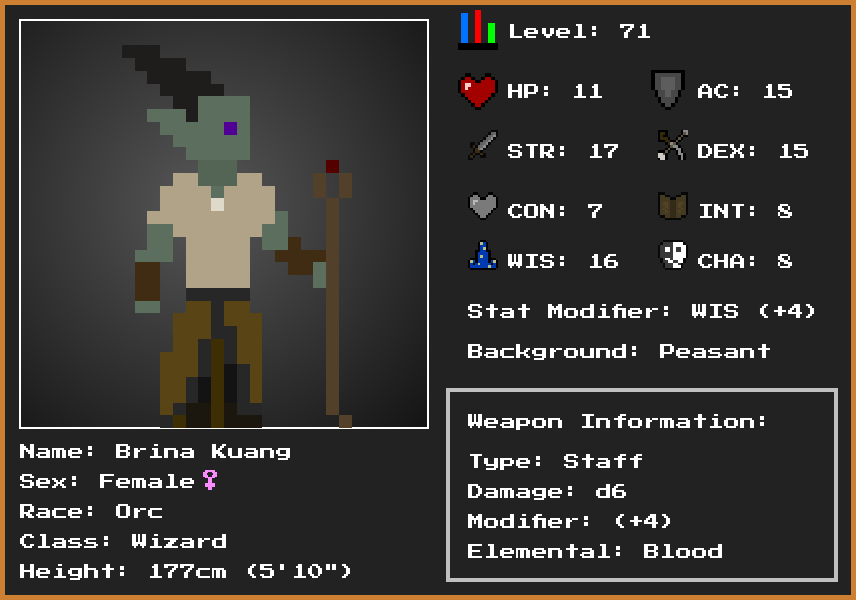 Level: 71
HP: 11 AC: 15
STR: 17 DEX: 15
CON: 7 INT: 8
WIS: 16 CHA: 8
Stat Modifier: WIS (+4)
Background: Peasant
Weapon Information:
Type: Staff
Damage: d6
Modifier: (+4)
Elemental: Blood
Name: Brina Kuang
Sex: Female♀
Race: Orc
Class: Wizard
Height: 177cm (5'10")